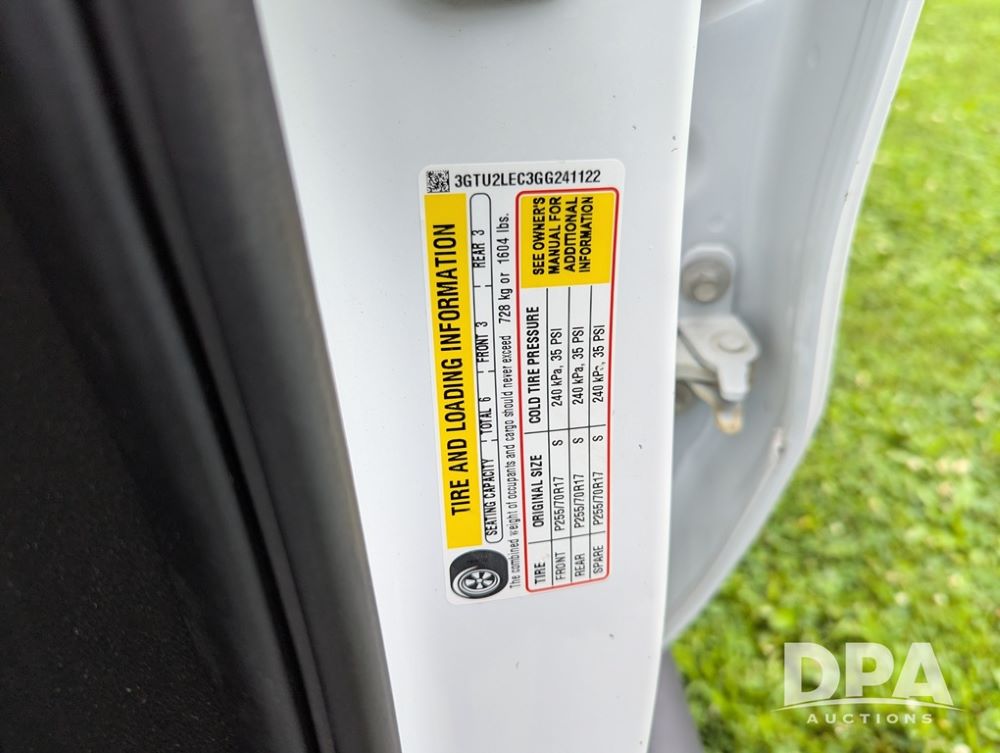 3GTU2LEC3GG241122
TIRE AND LOADING INFORMATION
SEATING CAPACITY TOTAL 6 FRONT 3 REAR 3
The combined weight of occupants and cargo should never exceed 728 kg or 1604 lbs.
TIRE ORIGINAL SIZE COLD TIRE PRESSURE
FRONT P255/70R17 S 240 kPa, 35 PSI
REAR P255/70R17 S 240 kPa, 35 PSI
SPARE P255/70R17 S 240 kPa, 35 PSI
SEE OWNER'S
MANUAL FOR
ADDITIONAL
INFORMATION
DPA
AUCTIONS